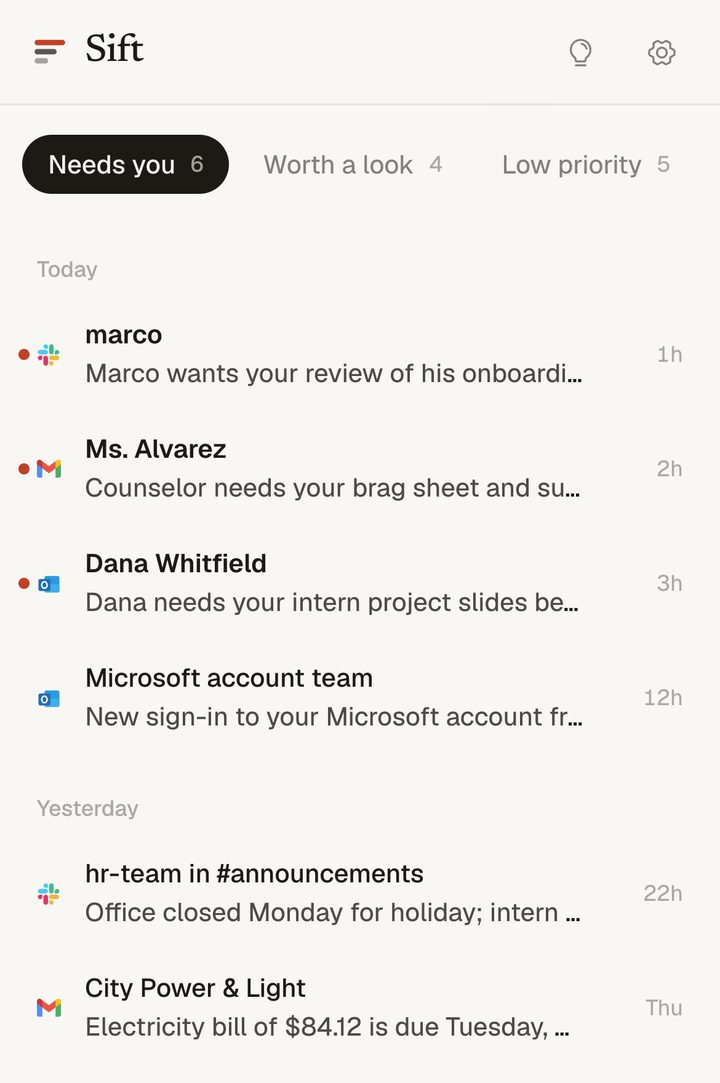 Sift
Needs you 6
Worth a look 4
Low priority 5
Today
marco
Marco wants your review of his onboardi...
1h
Ms. Alvarez
Counselor needs your brag sheet and su...
2h
Dana Whitfield
Dana needs your intern project slides be...
3h
Microsoft account team
New sign-in to your Microsoft account fr...
12h
Yesterday
hr-team in #announcements
Office closed Monday for holiday; intern ...
22h
City Power & Light
Electricity bill of $84.12 is due Tuesday, ...
Thu